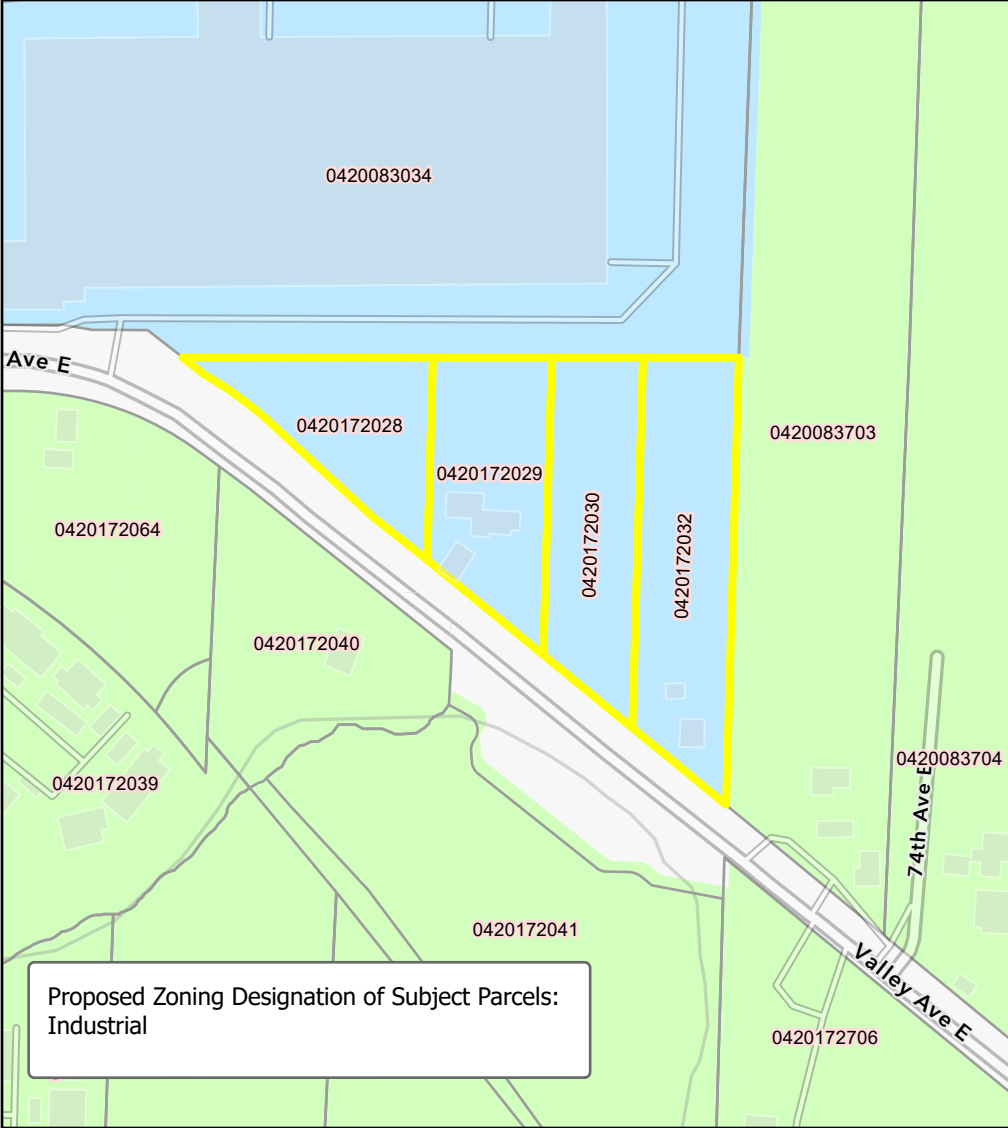 0420083034
Ave E
0420172028
0420083703
0420172029
0420172030
0420172032
0420172064
0420172040
0420172039
0420083704
74th Ave E
0420172041
Valley Ave E
0420172706
Proposed Zoning Designation of Subject Parcels:
Industrial